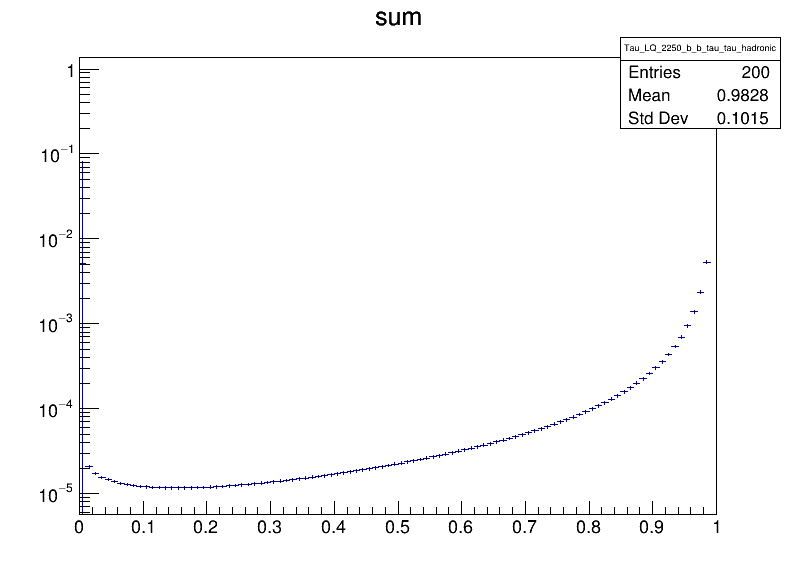 sum
Tau_LQ_2250_b_b_tau_tau_hadronic
Entries 200
Mean 0.9828
Std Dev 0.1015
1
10⁻¹
10⁻²
10⁻³
10⁻⁴
10⁻⁵
0 0.1 0.2 0.3 0.4 0.5 0.6 0.7 0.8 0.9 1